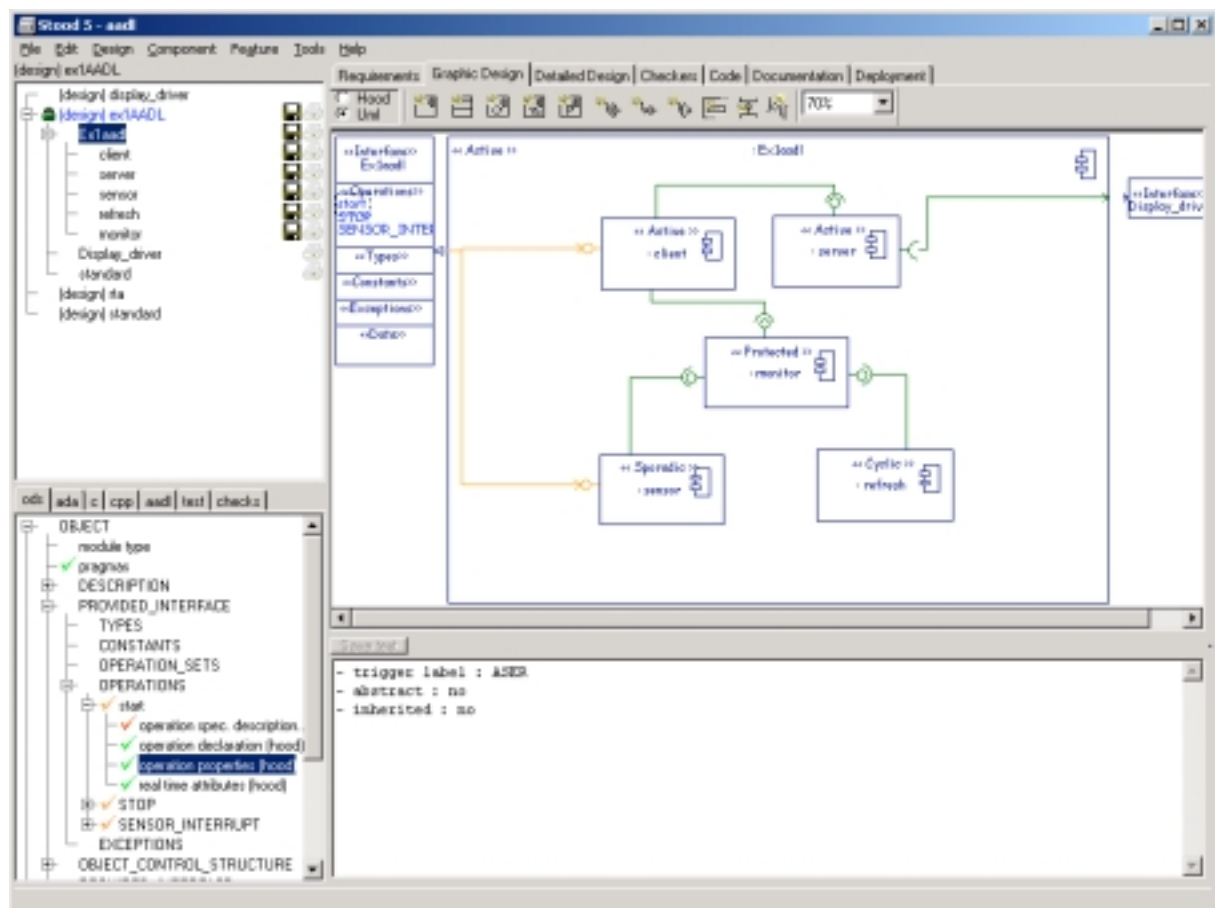 Stood 5 - aadl
File Edit Design Component Feature Tools Help
(design) ex1AADL
(design) display_driver
(design) ex1AADL
Ex1aadl
client
server
sensor
refresh
monitor
Display_driver
standard
(design) rta
(design) standard
Requirements Graphic Design Detailed Design Checkers Code Documentation Deployment
Hood
Uml
70%
<<Interface>>
Ex1aadl
<<Operations>>
start
STOP
SENSOR_INTER
<<Types>>
<<Constants>>
<<Exceptions>>
<<Data>>
<< Active >>
: Ex1aadl
<<Interface>>
Display_driv
<< Active >>
: client
<< Active >>
: server
<< Protected >>
: monitor
<< Sporadic >>
: sensor
<< Cyclic >>
: refresh
ods ada c cpp aadl test checks
OBJECT
module type
pragmas
DESCRIPTION
PROVIDED_INTERFACE
TYPES
CONSTANTS
OPERATION_SETS
OPERATIONS
start
operation spec. description..
operation declaration (hood)
operation properties (hood)
real time attributes (hood)
STOP
SENSOR_INTERRUPT
EXCEPTIONS
OBJECT_CONTROL_STRUCTURE
Save text
- trigger label : ASER
- abstract : no
- inherited : no